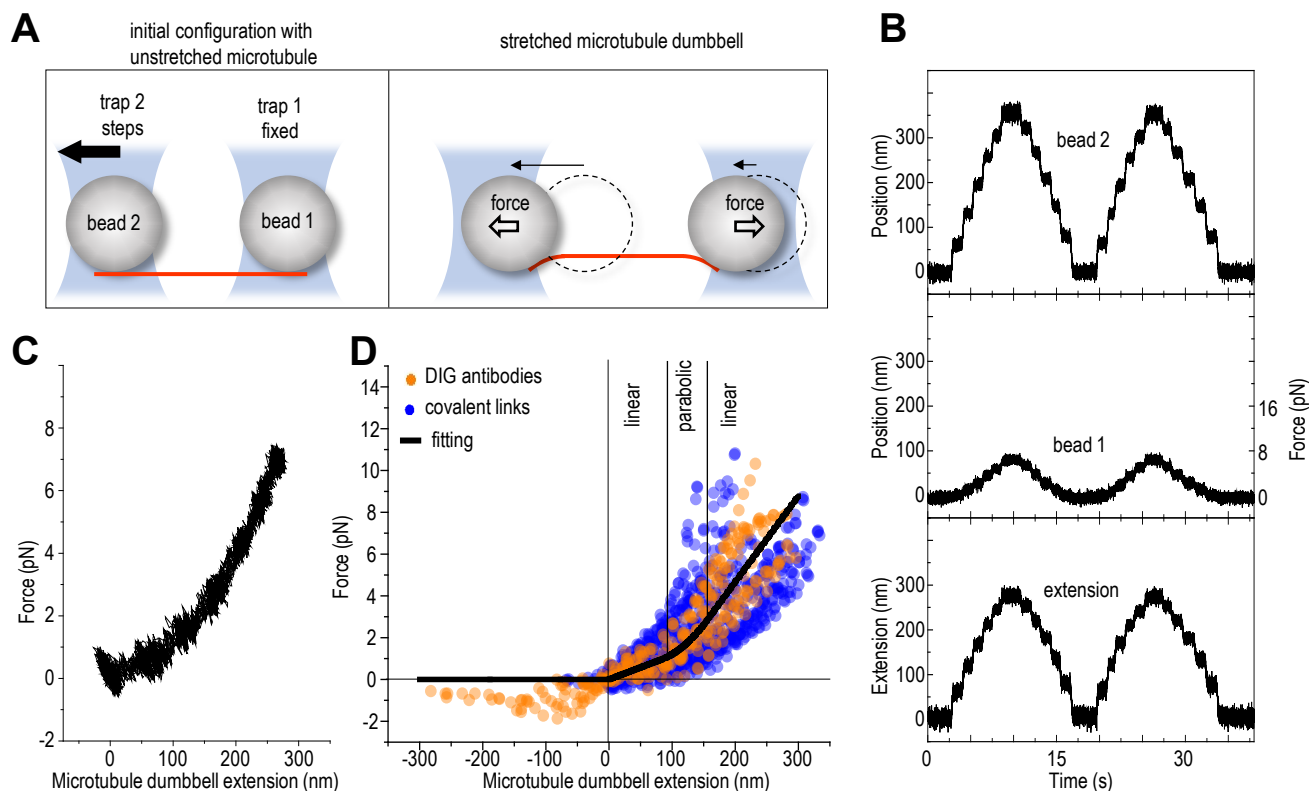 A
initial configuration with
unstretched microtubule
stretched microtubule dumbbell
trap 2
steps
trap 1
fixed
bead 2
bead 1
force
force
B
Position (nm)
300
200
100
0
bead 2
Position (nm)
300
200
100
0
bead 1
16
8
0
Force (pN)
Extension (nm)
300
200
100
0
extension
0
15
30
Time (s)
C
Force (pN)
8
6
4
2
0
-2
0
100
200
300
Microtubule dumbbell extension (nm)
D
DIG antibodies
covalent links
fitting
linear
parabolic
linear
Force (pN)
14
12
10
8
6
4
2
0
-2
-300
-200
-100
0
100
200
300
Microtubule dumbbell extension (nm)